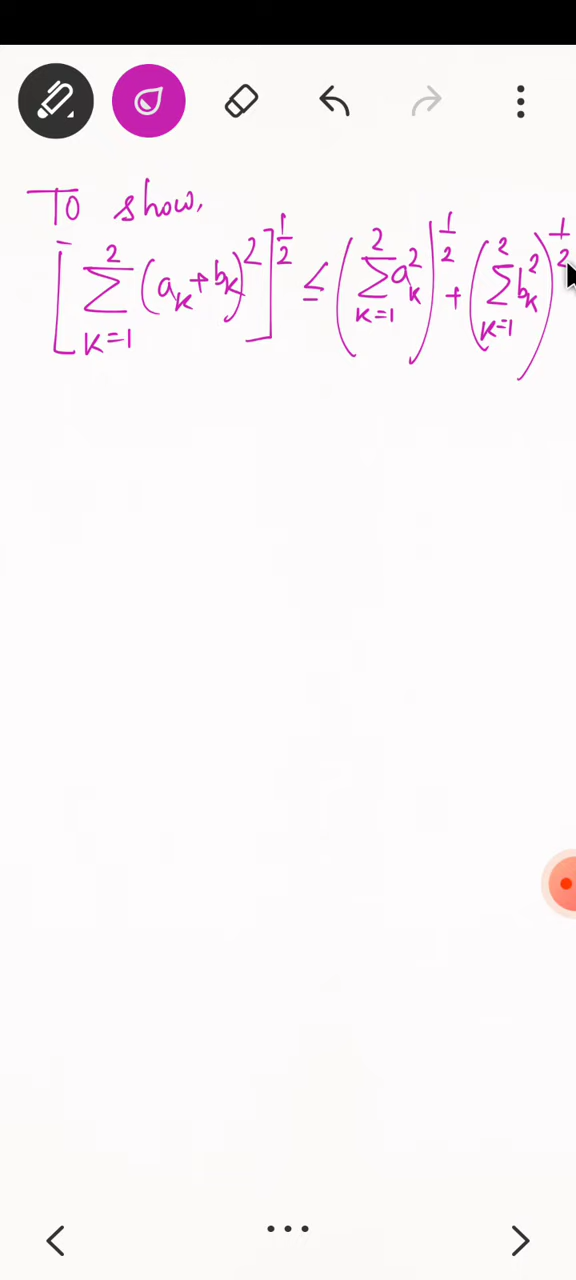 To show,
[∑_{k=1}^{2} (a_k+b_k)^2]^{1/2} ≤ (∑_{k=1}^{2} a_k^2)^{1/2} + (∑_{k=1}^{2} b_k^2)^{1/2}